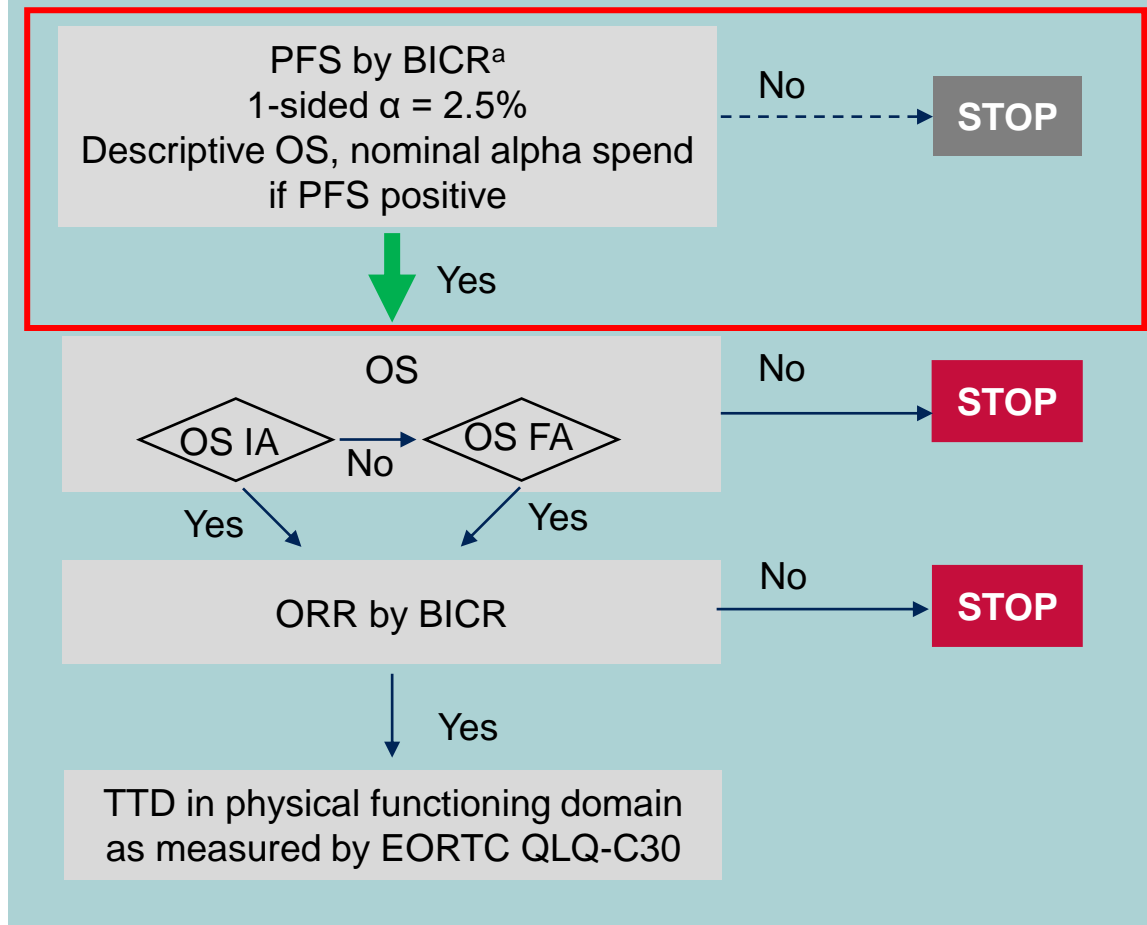 PFS by BICRᵃ
1-sided α = 2.5%
Descriptive OS, nominal alpha spend
if PFS positive
No
STOP
Yes
OS
No
STOP
OS IA
No
OS FA
Yes
Yes
ORR by BICR
No
STOP
Yes
TTD in physical functioning domain
as measured by EORTC QLQ-C30